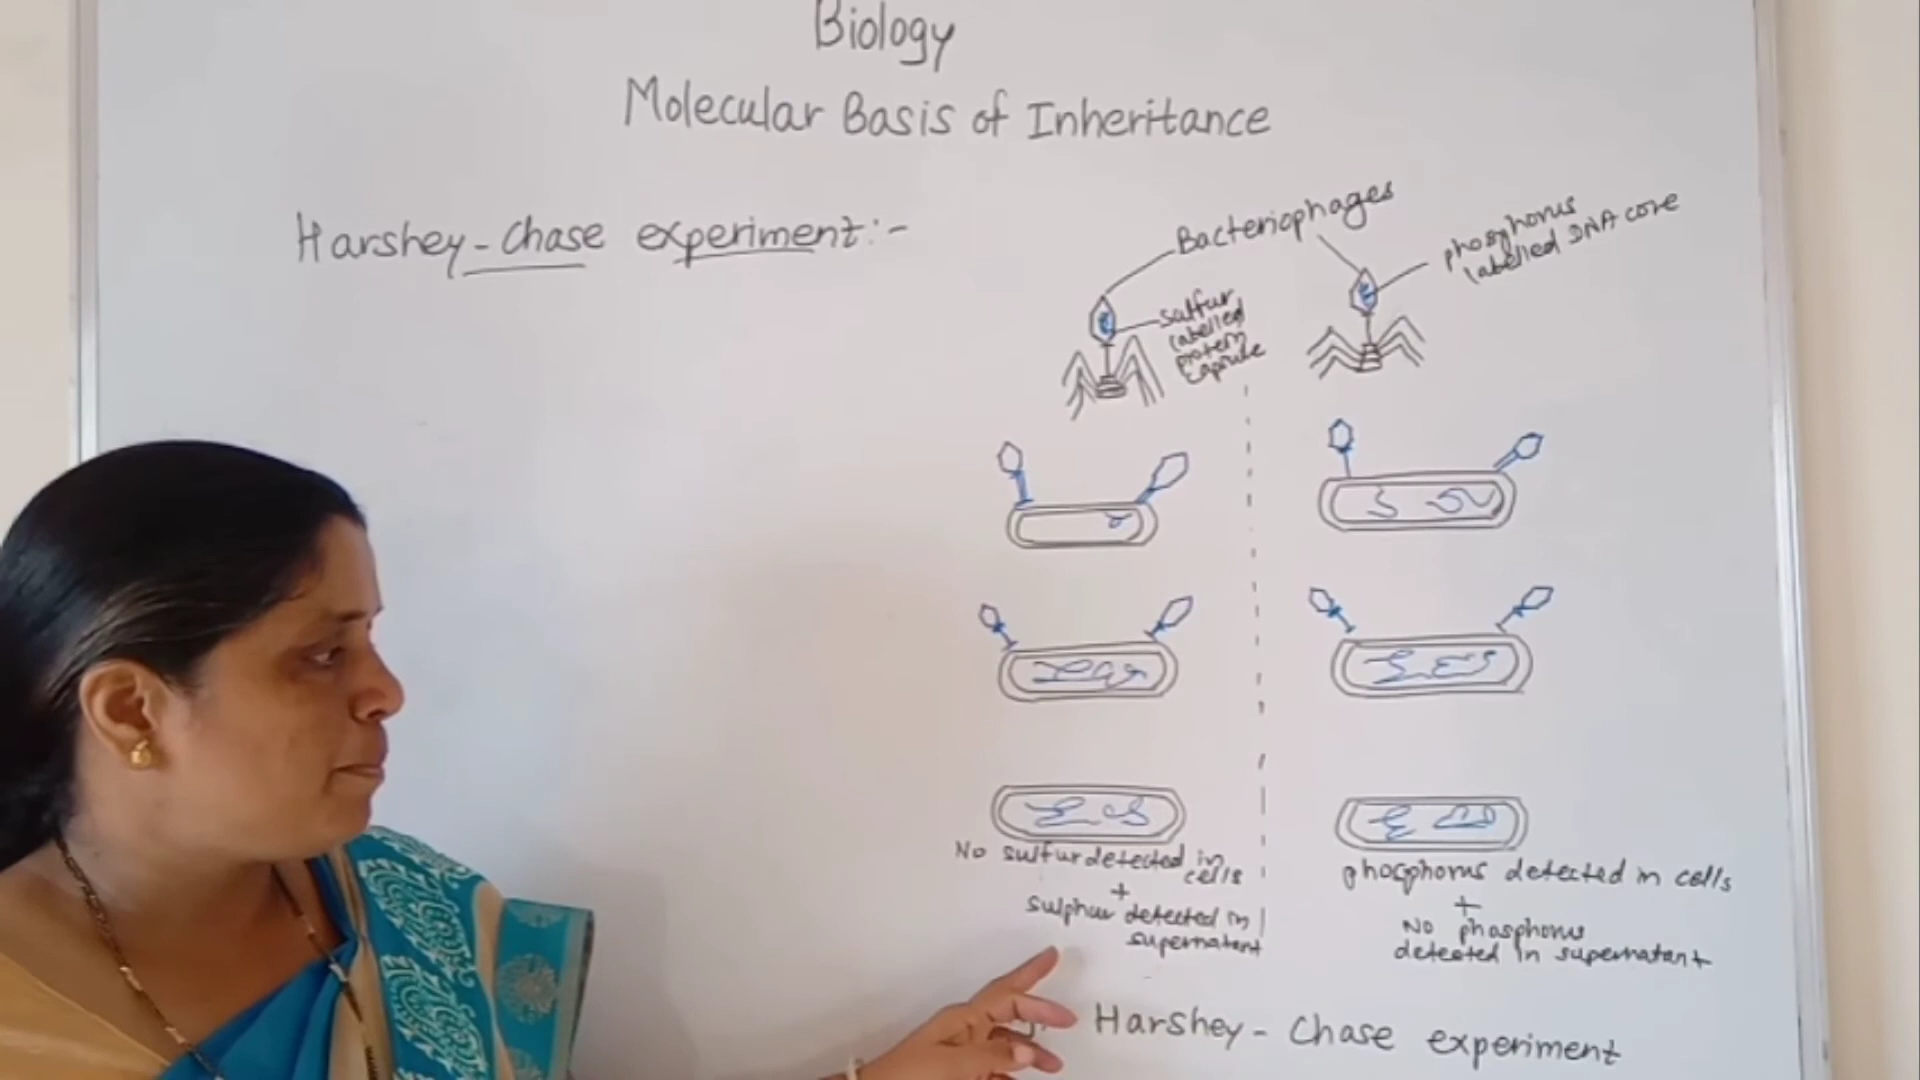 Biology
Molecular Basis of Inheritance
Harshey-Chase experiment:-
Bacteriophages
phosphorus
labelled DNA core
sulfur
labelled
protein
capsule
No sulfur detected in
cells
+
sulphur detected in
supernatant
phosphorus detected in cells
+
No phosphorus
detected in supernatant
Harshey-Chase experiment